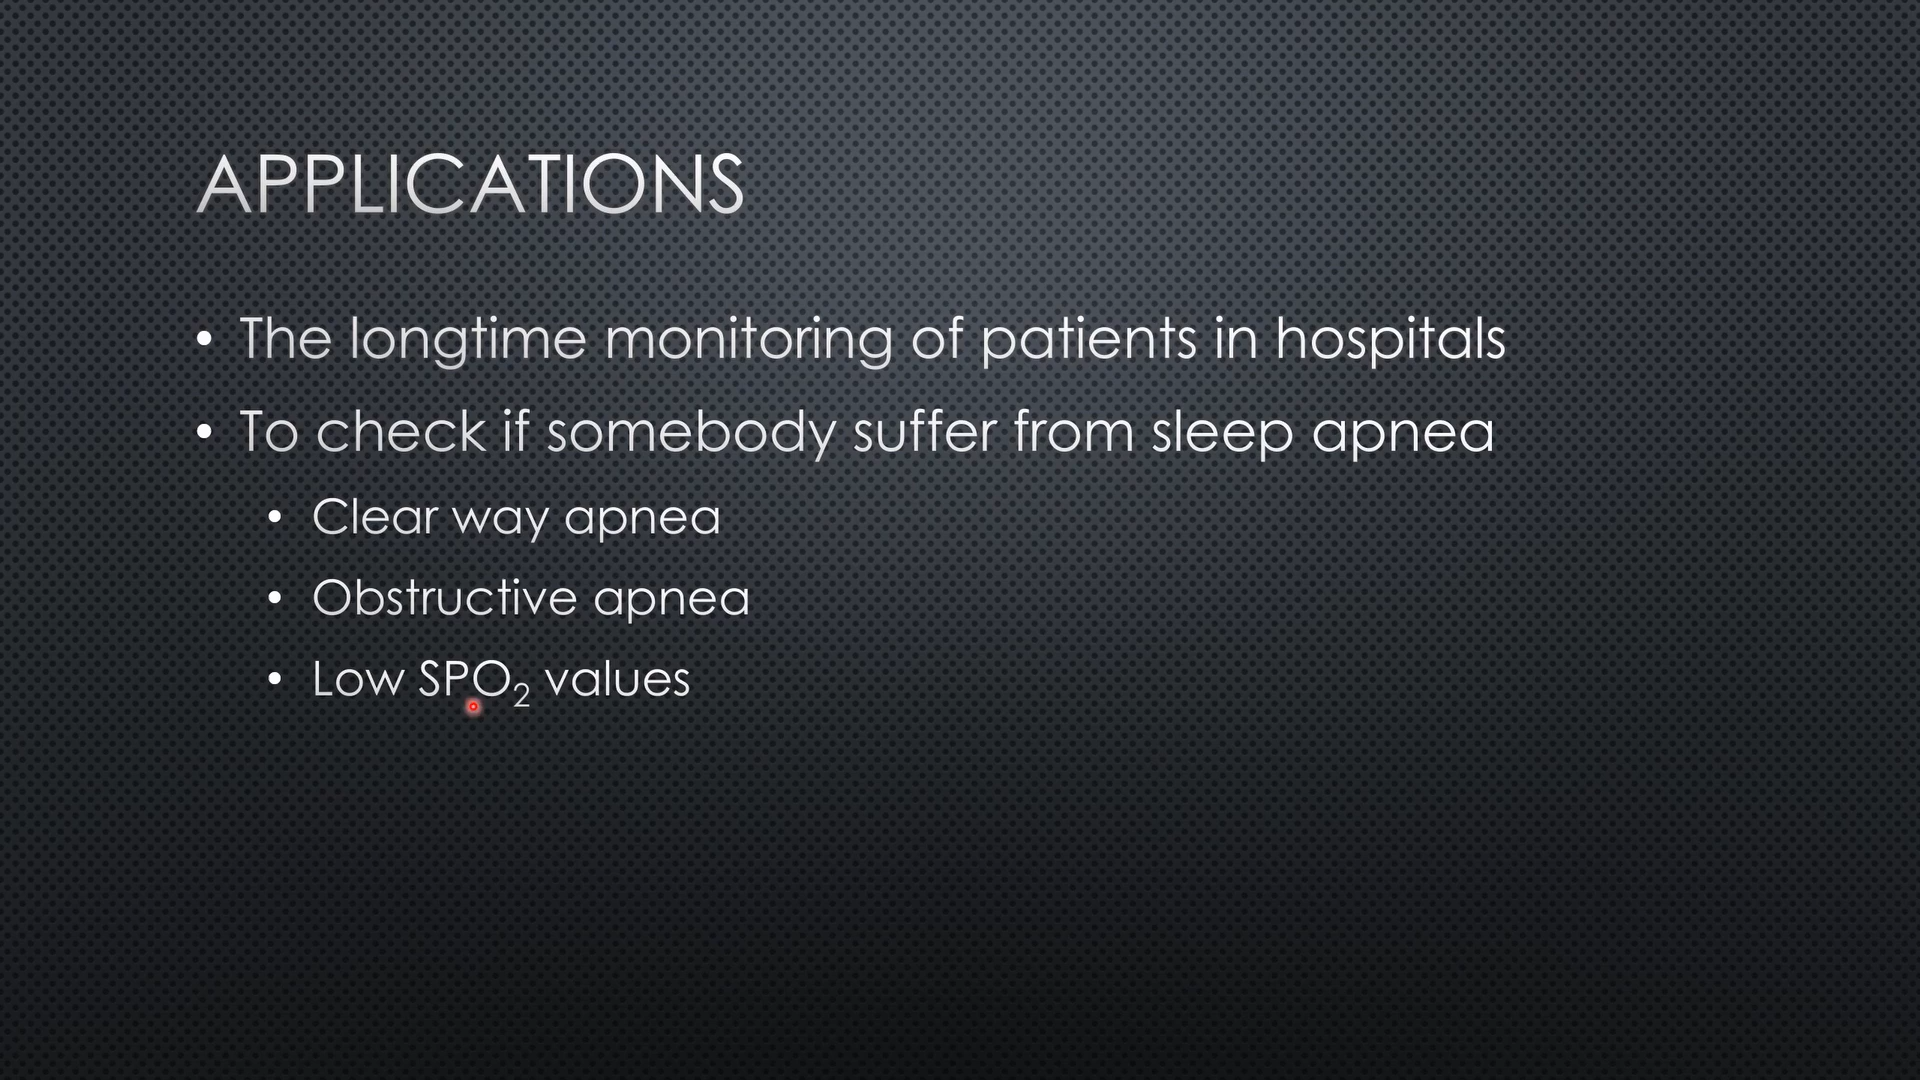 APPLICATIONS
• The longtime monitoring of patients in hospitals
• To check if somebody suffer from sleep apnea
• Clear way apnea
• Obstructive apnea
• Low SPO₂ values